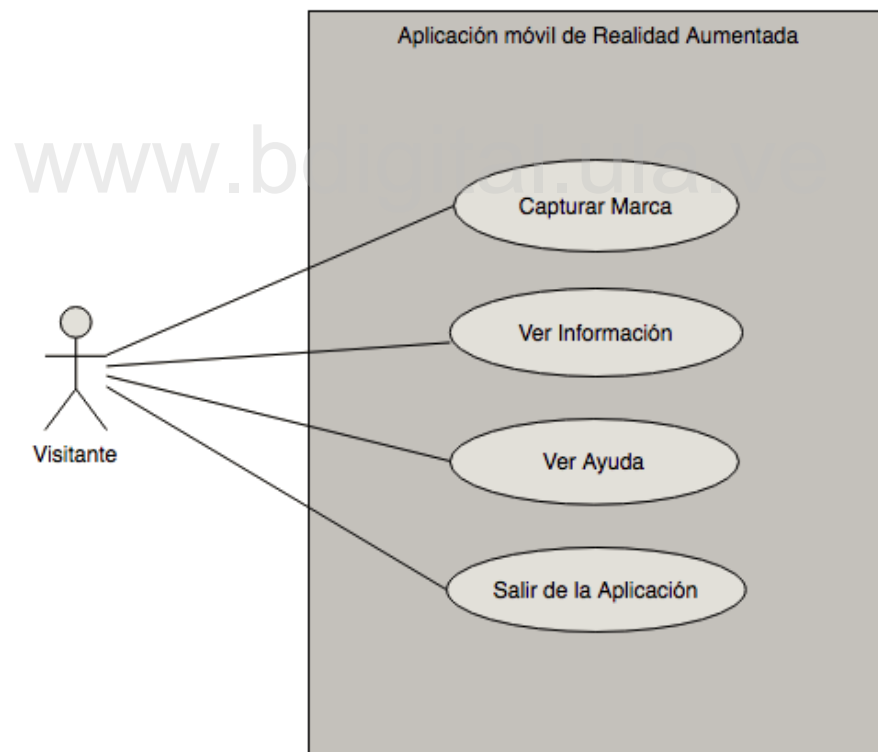 Aplicación móvil de Realidad Aumentada
www.bdigital.ula.ve
Capturar Marca
Ver Información
Visitante
Ver Ayuda
Salir de la Aplicación